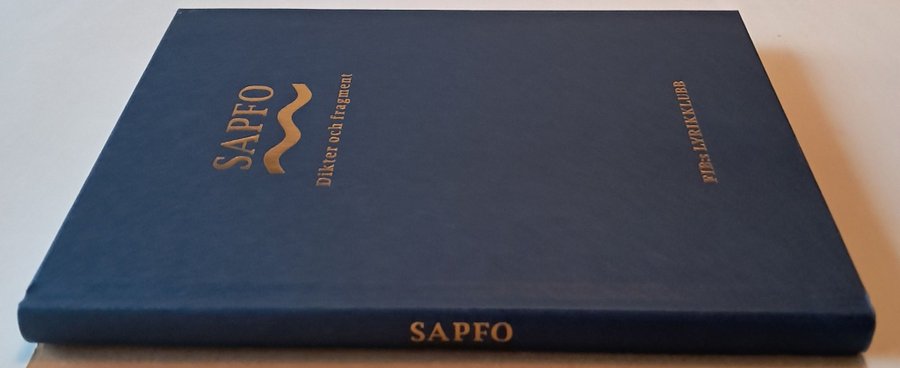 SAPFO
Dikter och fragment
FIB:s LYRIKKLUBB
SAPFO